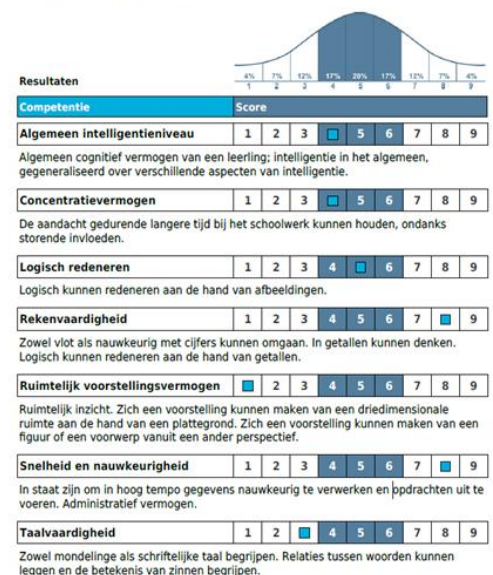 Resultaten
4% 7% 12% 17% 20% 17% 12% 7% 4%
1 2 3 4 5 6 7 8 9
Competentie Score
Algemeen intelligentieniveau 1 2 3 5 6 7 8 9
Algemeen cognitief vermogen van een leerling; intelligentie in het algemeen,
gegeneraliseerd over verschillende aspecten van intelligentie.
Concentratievermogen 1 2 3 5 6 7 8 9
De aandacht gedurende langere tijd bij het schoolwerk kunnen houden, ondanks
storende invloeden.
Logisch redeneren 1 2 3 4 6 7 8 9
Logisch kunnen redeneren aan de hand van afbeeldingen.
Rekenvaardigheid 1 2 3 4 5 6 7 9
Zowel vlot als nauwkeurig met cijfers kunnen omgaan. In getallen kunnen denken.
Logisch kunnen redeneren aan de hand van getallen.
Ruimtelijk voorstellingsvermogen 2 3 4 5 6 7 8 9
Ruimtelijk inzicht. Zich een voorstelling kunnen maken van een driedimensionale
ruimte aan de hand van een plattegrond. Zich een voorstelling kunnen maken van een
figuur of een voorwerp vanuit een ander perspectief.
Snelheid en nauwkeurigheid 1 2 3 4 5 6 7 9
In staat zijn om in hoog tempo gegevens nauwkeurig te verwerken en opdrachten uit te
voeren. Administratief vermogen.
Taalvaardigheid 1 2 4 5 6 7 8 9
Zowel mondelinge als schriftelijke taal begrijpen. Relaties tussen woorden kunnen
leggen en de betekenis van zinnen begrijpen.